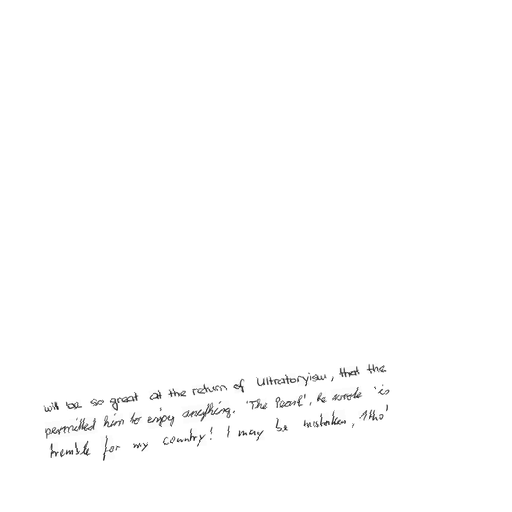 will be so great at the return of Ultratoryism, that the
permitted him to enjoy anything. 'The Pearl', he wrote 'is
tremble for my country! I may be mistaken, tho'